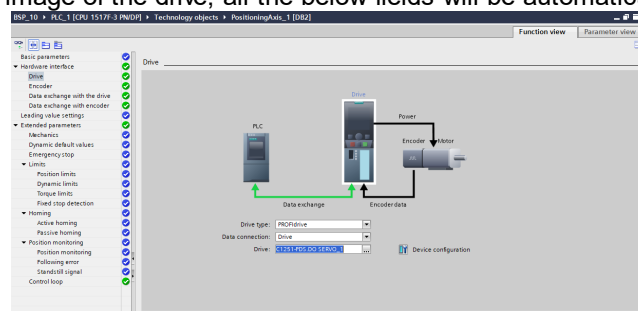 image of the drive, all the below fields will be automatic
BSP_10 ▸ PLC_1 [CPU 1517F-3 PN/DP] ▸ Technology objects ▸ PositioningAxis_1 [DB2]
Function view
Parameter view
Basic parameters
Hardware interface
Drive
Encoder
Data exchange with the drive
Data exchange with encoder
Leading value settings
Extended parameters
Mechanics
Dynamic default values
Emergency stop
Limits
Position limits
Dynamic limits
Torque limits
Fixed stop detection
Homing
Active homing
Passive homing
Position monitoring
Position monitoring
Following error
Standstill signal
Control loop
Drive
Drive
PLC
Power
Encoder
Motor
Data exchange
Encoder data
Drive type: PROFIdrive
Data connection: Drive
Drive:
Device configuration